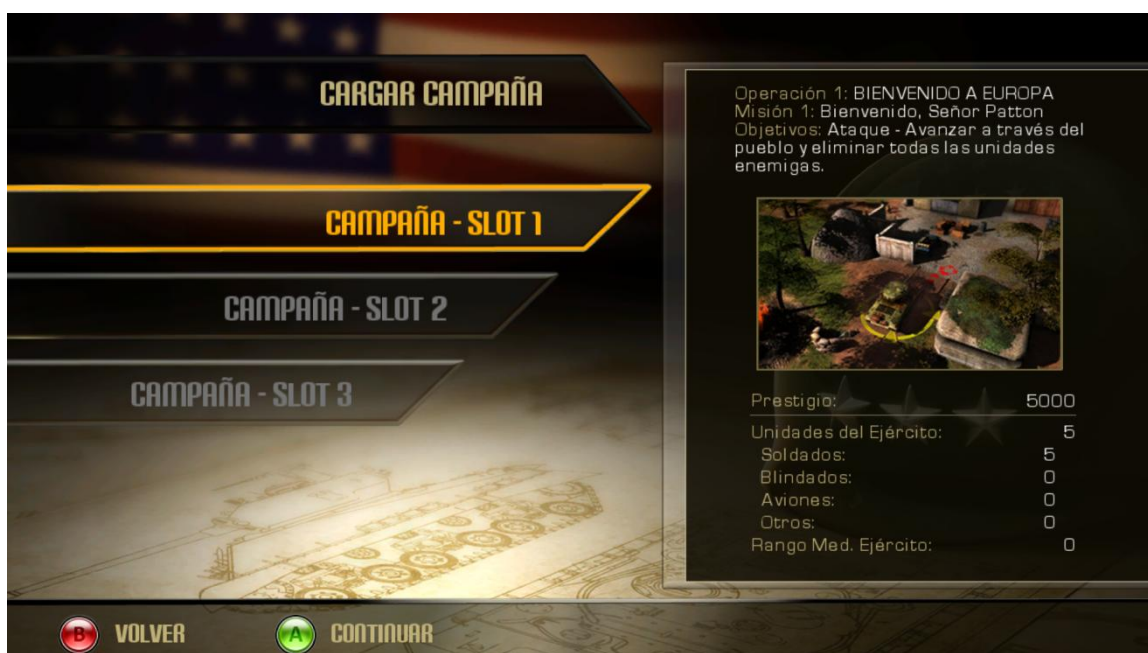 CARGAR CAMPAÑA
CAMPAÑA - SLOT 1
CAMPAÑA - SLOT 2
CAMPAÑA - SLOT 3
Operación 1: BIENVENIDO A EUROPA
Misión 1: Bienvenido, Señor Patton
Objetivos: Ataque - Avanzar a través del
pueblo y eliminar todas las unidades
enemigas.
Prestigio: 5000
Unidades del Ejército: 5
Soldados: 5
Blindados: 0
Aviones: 0
Otros: 0
Rango Med. Ejército: 0
B VOLVER
A CONTINUAR